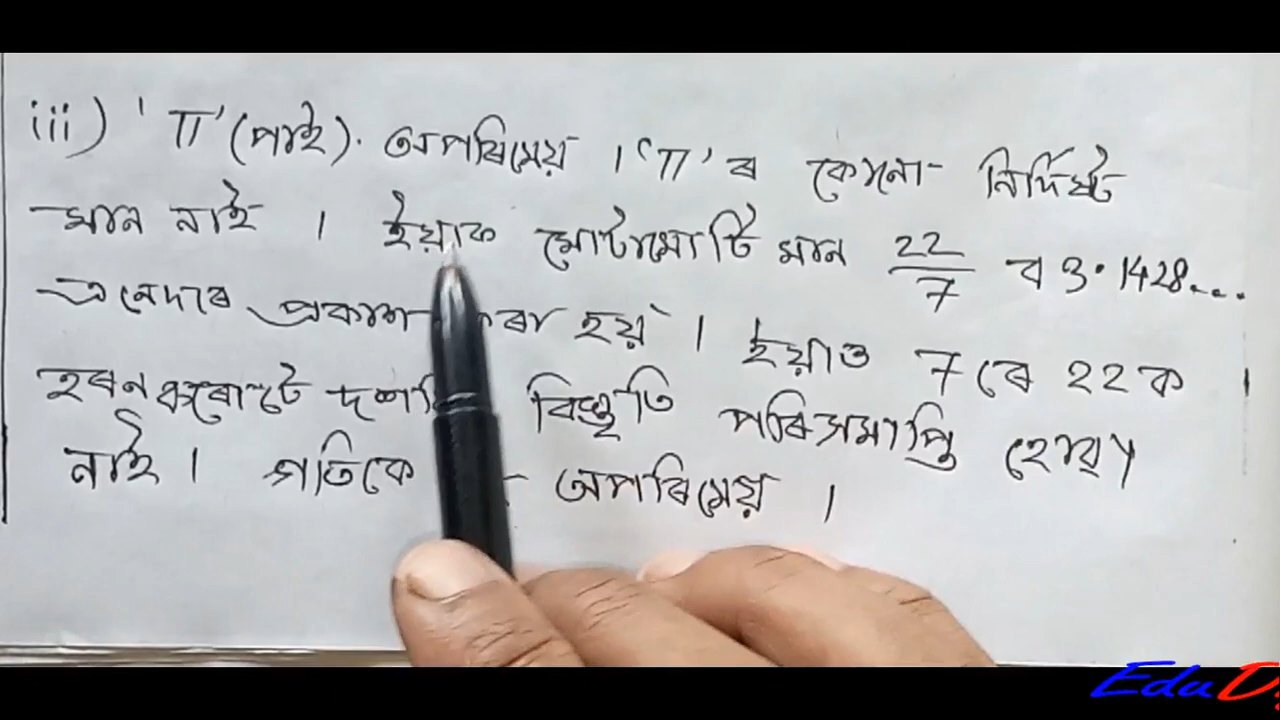 iii) 'π' (পাই). অপৰিমেয় । 'π' ৰ কোনো নিৰ্দিষ্ট
মান নাই । ইয়াক মোটামোটি মান 22/7 ব 3.1428...
এনেদৰে প্ৰকাশ কৰা হয় । ইয়াত 7 ৰে 22 ক
হৰণ কৰোতে দশমিক বিস্তৃতি পৰিসমাপ্তি হোৱা
নাই । গতিকে অপৰিমেয় ।
EduD